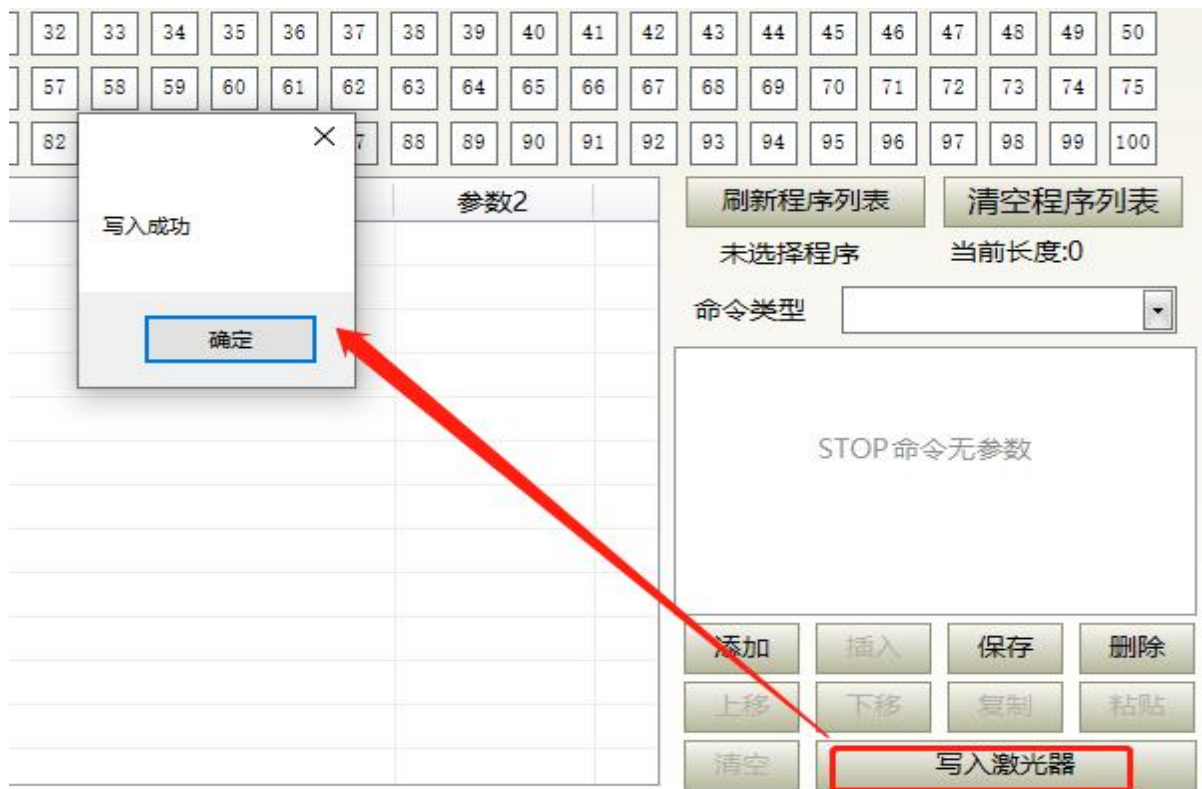 32 33 34 35 36 37 38 39 40 41 42 43 44 45 46 47 48 49 50
57 58 59 60 61 62 63 64 65 66 67 68 69 70 71 72 73 74 75
82 7 88 89 90 91 92 93 94 95 96 97 98 99 100
参数2
刷新程序列表 清空程序列表
写入成功
未选择程序 当前长度:0
命令类型
确定
STOP命令无参数
添加 插入 保存 删除
上移 下移 复制 粘贴
清空 写入激光器